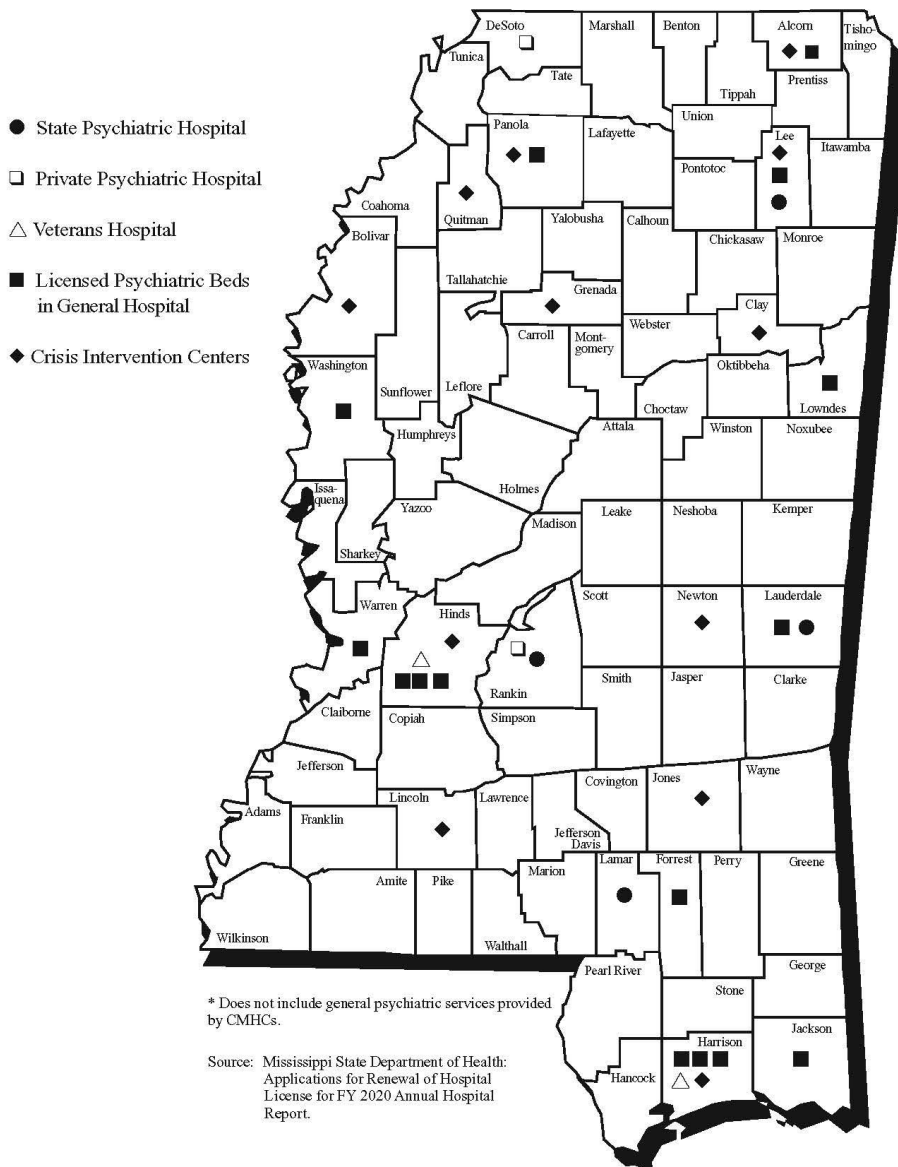 State Psychiatric Hospital
Private Psychiatric Hospital
Veterans Hospital
Licensed Psychiatric Beds
in General Hospital
Crisis Intervention Centers
DeSoto
Marshall
Benton
Alcorn
Tisho-
mingo
Tunica
Tate
Tippah
Prentiss
Panola
Lafayette
Union
Lee
Itawamba
Pontotoc
Coahoma
Quitman
Yalobusha
Calhoun
Chickasaw
Monroe
Bolivar
Tallahatchie
Grenada
Clay
Webster
Carroll
Mont-
gomery
Oktibbeha
Washington
Sunflower
Leflore
Choctaw
Lowndes
Humphreys
Attala
Winston
Noxubee
Issa-
quena
Holmes
Yazoo
Madison
Leake
Neshoba
Kemper
Sharkey
Warren
Hinds
Scott
Newton
Lauderdale
Rankin
Smith
Jasper
Clarke
Claiborne
Copiah
Simpson
Jefferson
Covington
Jones
Wayne
Lincoln
Lawrence
Adams
Franklin
Jefferson
Davis
Marion
Lamar
Forrest
Perry
Greene
Amite
Pike
Wilkinson
Walthall
Pearl River
George
Stone
Jackson
Harrison
Hancock
* Does not include general psychiatric services provided
by CMHCs.
Source: Mississippi State Department of Health:
Applications for Renewal of Hospital
License for FY 2020 Annual Hospital
Report.